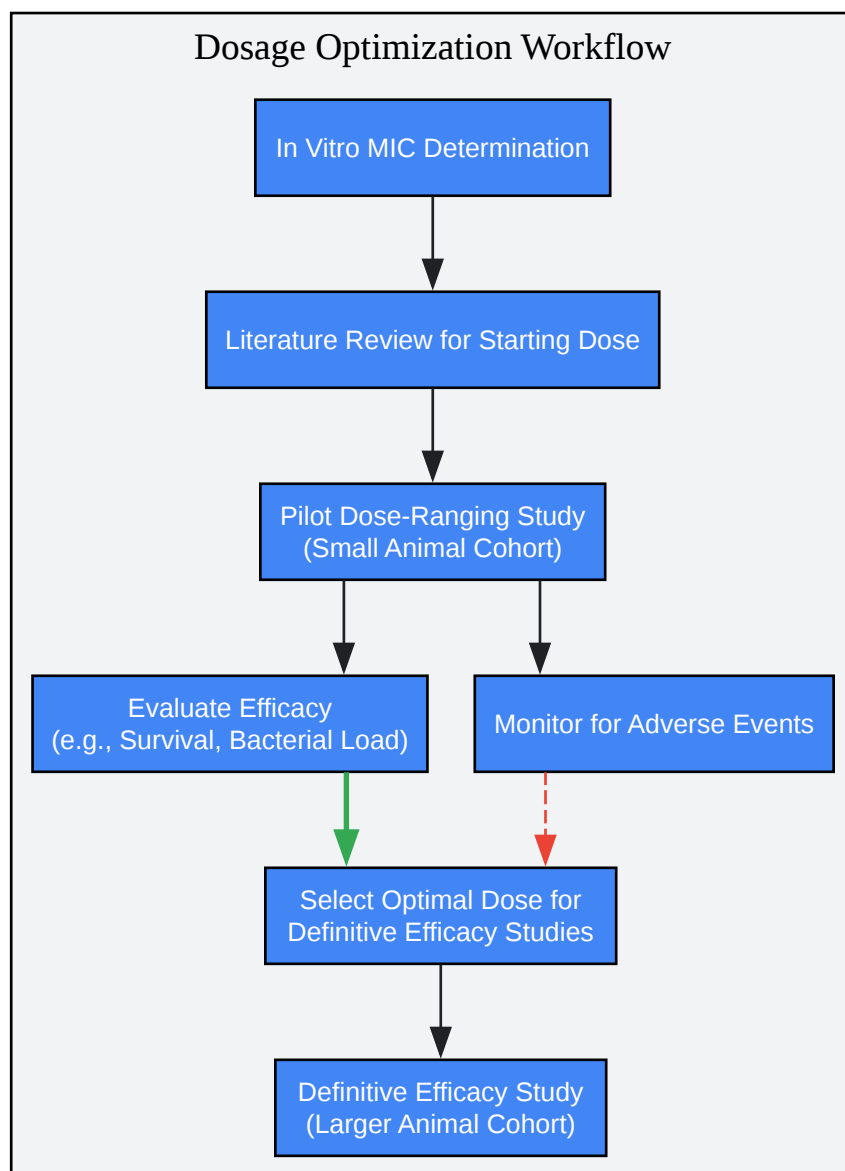 Dosage Optimization Workflow
In Vitro MIC Determination
Literature Review for Starting Dose
Pilot Dose-Ranging Study
(Small Animal Cohort)
Evaluate Efficacy
(e.g., Survival, Bacterial Load)
Monitor for Adverse Events
Select Optimal Dose for
Definitive Efficacy Studies
Definitive Efficacy Study
(Larger Animal Cohort)